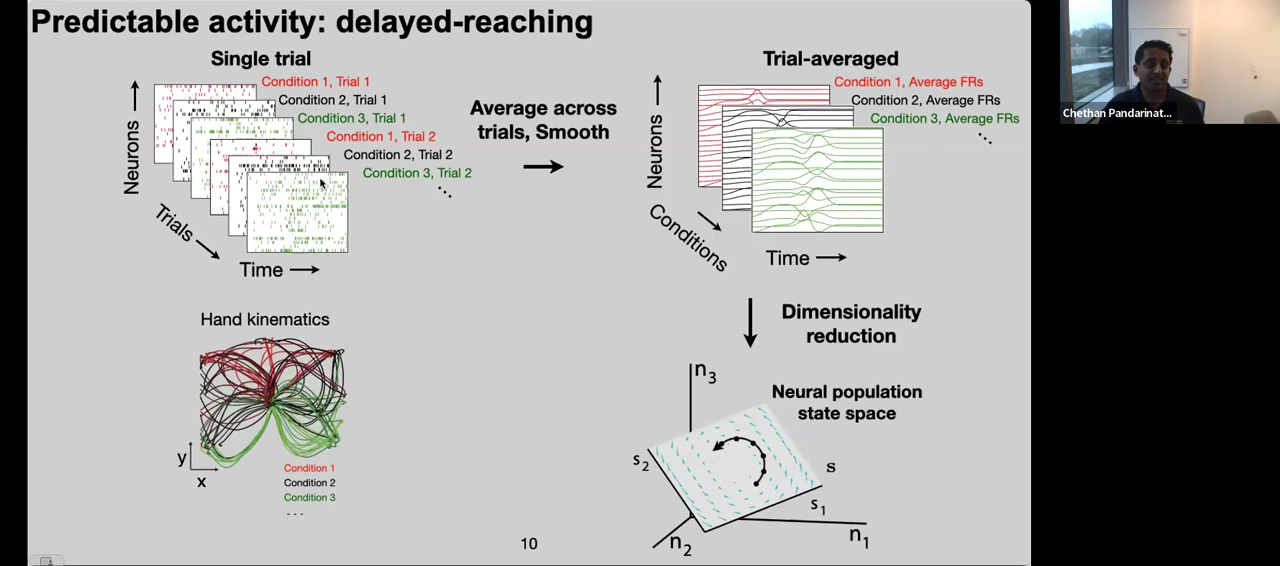 Predictable activity: delayed-reaching
Single trial
Condition 1, Trial 1
Condition 2, Trial 1
Condition 3, Trial 1
Condition 1, Trial 2
Condition 2, Trial 2
Condition 3, Trial 2
Neurons
Trials
Time
Average across
trials, Smooth
Trial-averaged
Condition 1, Average FRs
Condition 2, Average FRs
Condition 3, Average FRs
Neurons
Conditions
Time
Hand kinematics
y
x
Condition 1
Condition 2
Condition 3
Dimensionality
reduction
Neural population
state space
n3
s2
s
s1
n1
n2
10
Chethan Pandarinat...